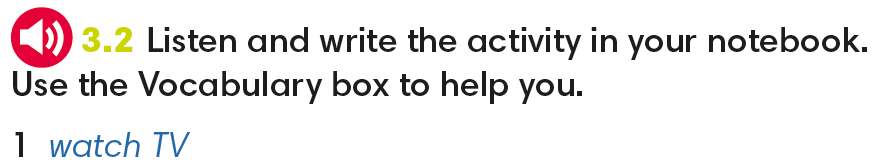 3.2 Listen and write the activity in your notebook.
Use the Vocabulary box to help you.
1 watch TV